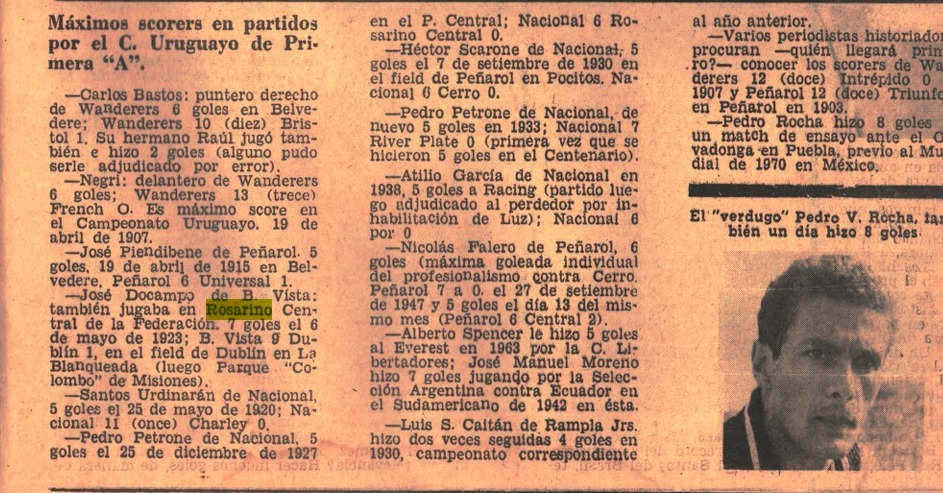 Máximos scorers en partidos
por el C. Uruguayo de Pri-
mera "A".
—Carlos Bastos: puntero derecho
de Wanderers 6 goles en Belve-
dere; Wanderers 10 (diez) Bris-
tol 1. Su hermano Raúl jugó tam-
bién e hizo 2 goles (alguno pudo
serle adjudicado por error).
—Negri: delantero de Wanderers
6 goles; Wanderers 13 (trece)
French O. Es máximo score en
el Campeonato Uruguayo. 19 de
abril de 1907.
—José Piendibene de Peñarol. 5
goles, 19 de abril de 1915 en Bel-
vedere, Peñarol 6 Universal 1.
—José Docampo de B. Vista:
también jugaba en Rosarino Cen-
tral de la Federación. 7 goles el 6
de mayo de 1923; B. Vista 9 Du-
blín 1, en el field de Dublín en La
Blanqueada (luego Parque "Co-
lombo" de Misiones).
—Santos Urdinarán de Nacional,
5 goles el 25 de mayo de 1920; Na-
cional 11 (once) Charley 0.
—Pedro Petrone de Nacional, 5
goles el 25 de diciembre de 1927
en el P. Central; Nacional 6 Ro-
sarino Central 0.
—Héctor Scarone de Nacional, 5
goles el 7 de setiembre de 1930 en
el field de Peñarol en Pocitos. Na-
cional 6 Cerro 0.
—Pedro Petrone de Nacional, de
nuevo 5 goles en 1933; Nacional 7
River Plate 0 (primera vez que se
hicieron 5 goles en el Centenario).
—Atilio García de Nacional en
1938, 5 goles a Racing (partido lue-
go adjudicado al perdedor por in-
habilitación de Luz); Nacional 6
por 0
—Nicolás Falero de Peñarol, 6
goles (máxima goleada individual
del profesionalismo contra Cerro.
Peñarol 7 a 0. el 27 de setiembre
de 1947 y 5 goles el día 13 del mis-
mo mes (Peñarol 6 Central 2).
—Alberto Spencer le hizo 5 goles
al Everest en 1963 por la C. Li-
bertadores; José Manuel Moreno
hizo 7 goles jugando por la Selec-
ción Argentina contra Ecuador en
el Sudamericano de 1942 en ésta.
—Luis S. Caitán de Rampla Jrs.
hizo dos veces seguidas 4 goles en
1930, campeonato correspondiente
al año anterior.
—Varios periodistas historiador
procuran —quién llegará prim
ro?— conocer los scorers de Wa
derers 12 (doce) Intrépido 0
1907 y Peñarol 12 (doce) Triunfo
en Peñarol en 1903.
—Pedro Rocha hizo 8 goles
un match de ensayo ante el C
vadonga en Puebla, previo al Mu
dial de 1970 en México.
El "verdugo" Pedro V. Rocha, tam
bién un día hizo 8 goles